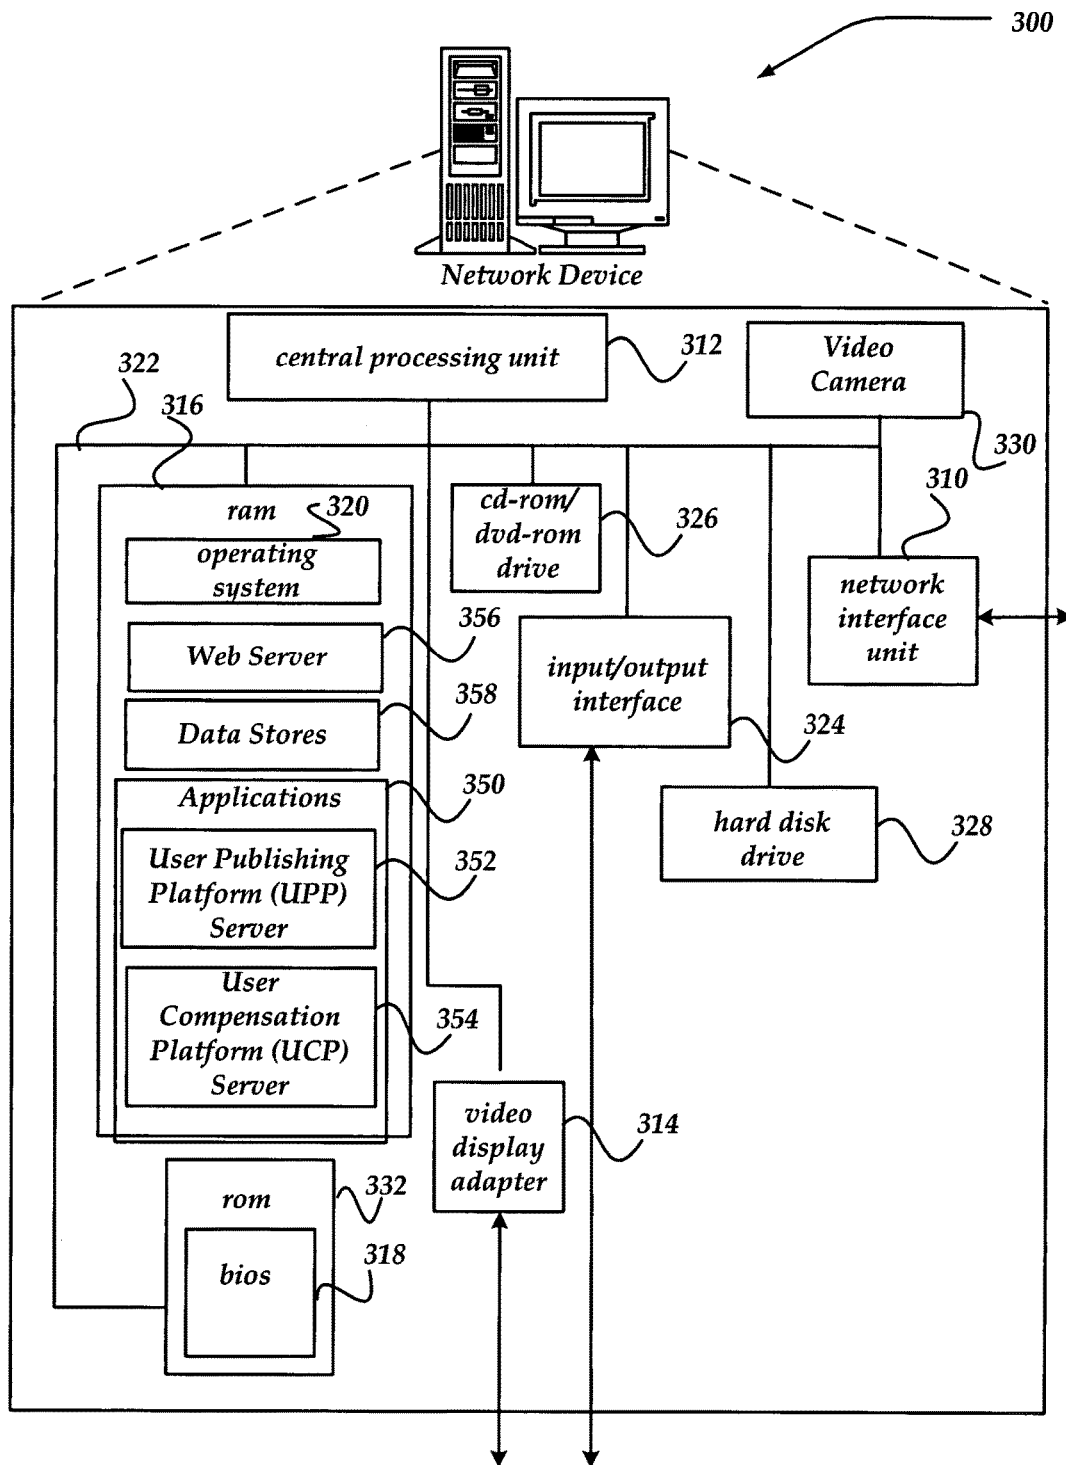 300
Network Device
central processing unit
312
Video
Camera
330
322
316
ram
320
operating
system
cd-rom/
dvd-rom
drive
326
310
network
interface
unit
Web Server
356
input/output
interface
324
Data Stores
358
Applications
350
hard disk
drive
328
User Publishing
Platform (UPP)
Server
352
User
Compensation
Platform (UCP)
Server
354
video
display
adapter
314
rom
332
bios
318